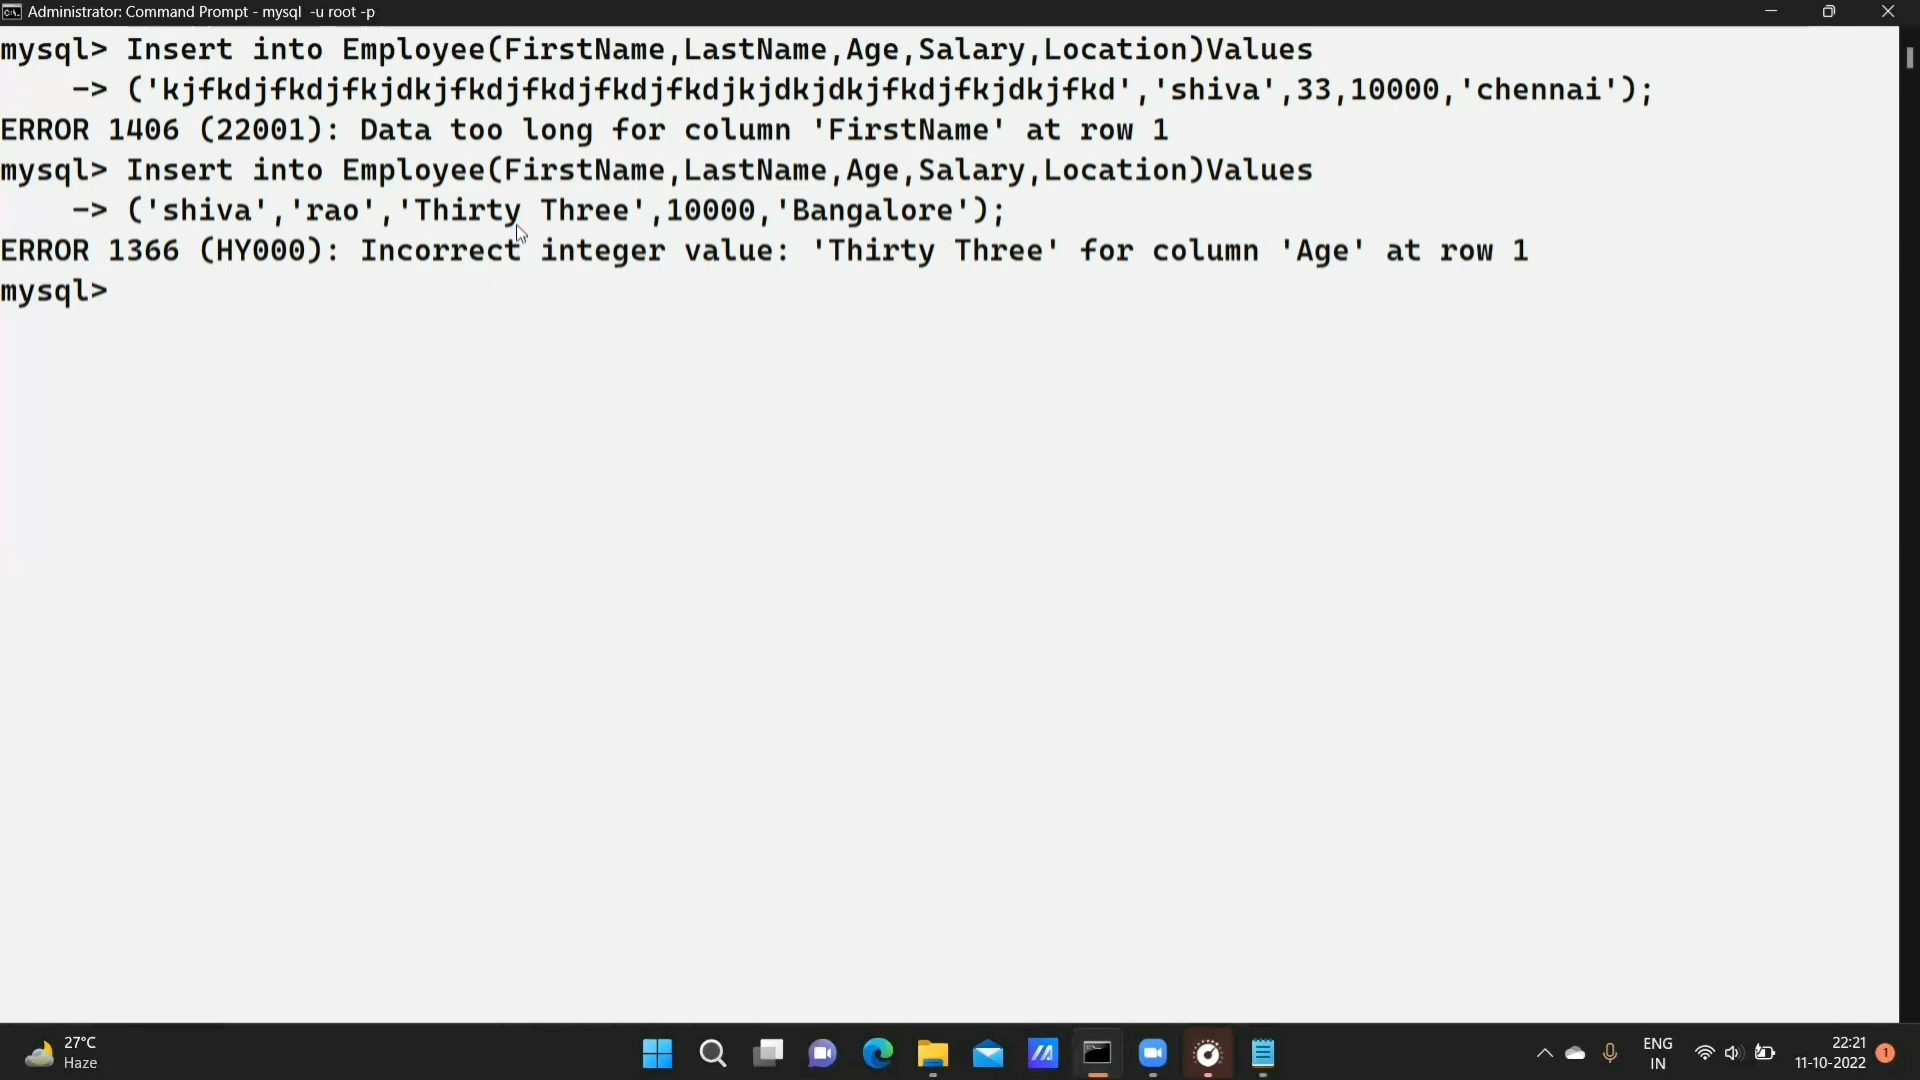 Administrator: Command Prompt - mysql -u root -p
mysql> Insert into Employee(FirstName,LastName,Age,Salary,Location)Values
-> ('kjfkdjfkdjfkjdkjfkdjfkdjfkdjfkdjkjdkjdkjfkdjfkjdkjfkd','shiva',33,10000,'chennai');
ERROR 1406 (22001): Data too long for column 'FirstName' at row 1
mysql> Insert into Employee(FirstName,LastName,Age,Salary,Location)Values
-> ('shiva','rao','Thirty Three',10000,'Bangalore');
ERROR 1366 (HY000): Incorrect integer value: 'Thirty Three' for column 'Age' at row 1
mysql>
27°C
Haze
ENG
IN
22:21
11-10-2022
1